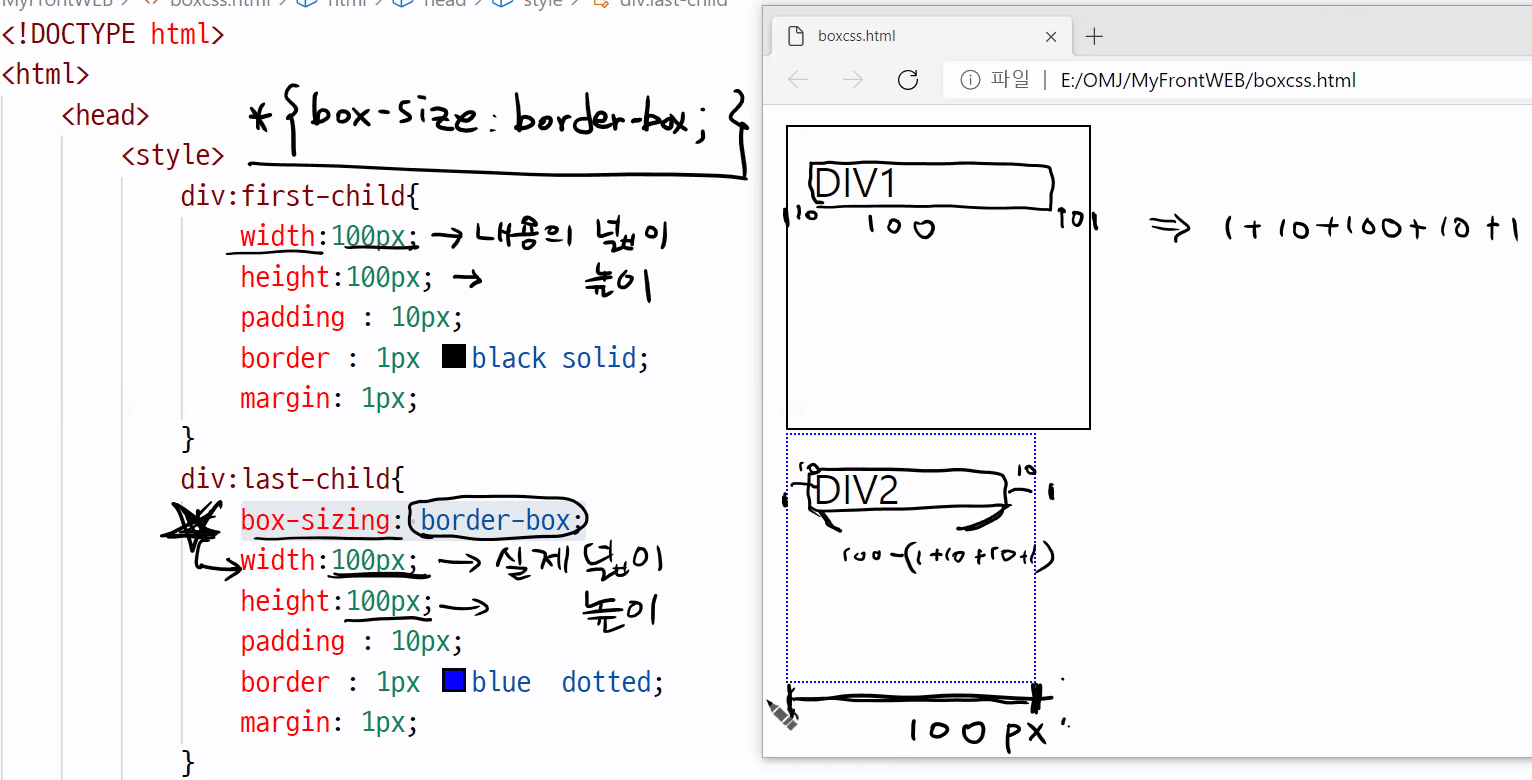 MyFrontWEB > <> boxcss.html > html > head > style > div:last-child
<!DOCTYPE html>
<html>
<head>
*{box-size: border-box;}
<style>
div:first-child{
width:100px; → 내용의 넓이
height:100px; → 높이
padding : 10px;
border : 1px black solid;
margin: 1px;
}
div:last-child{
box-sizing: border-box;
width:100px; → 실제 넓이
height:100px; → 높이
padding : 10px;
border : 1px blue dotted;
margin: 1px;
}
boxcss.html
파일 | E:/OMJ/MyFrontWEB/boxcss.html
DIV1
1 10 100 10 1 ⇒ 1+10+100+10+1
10 10
DIV2
1 1
100-(1+10+10+1)
100 px